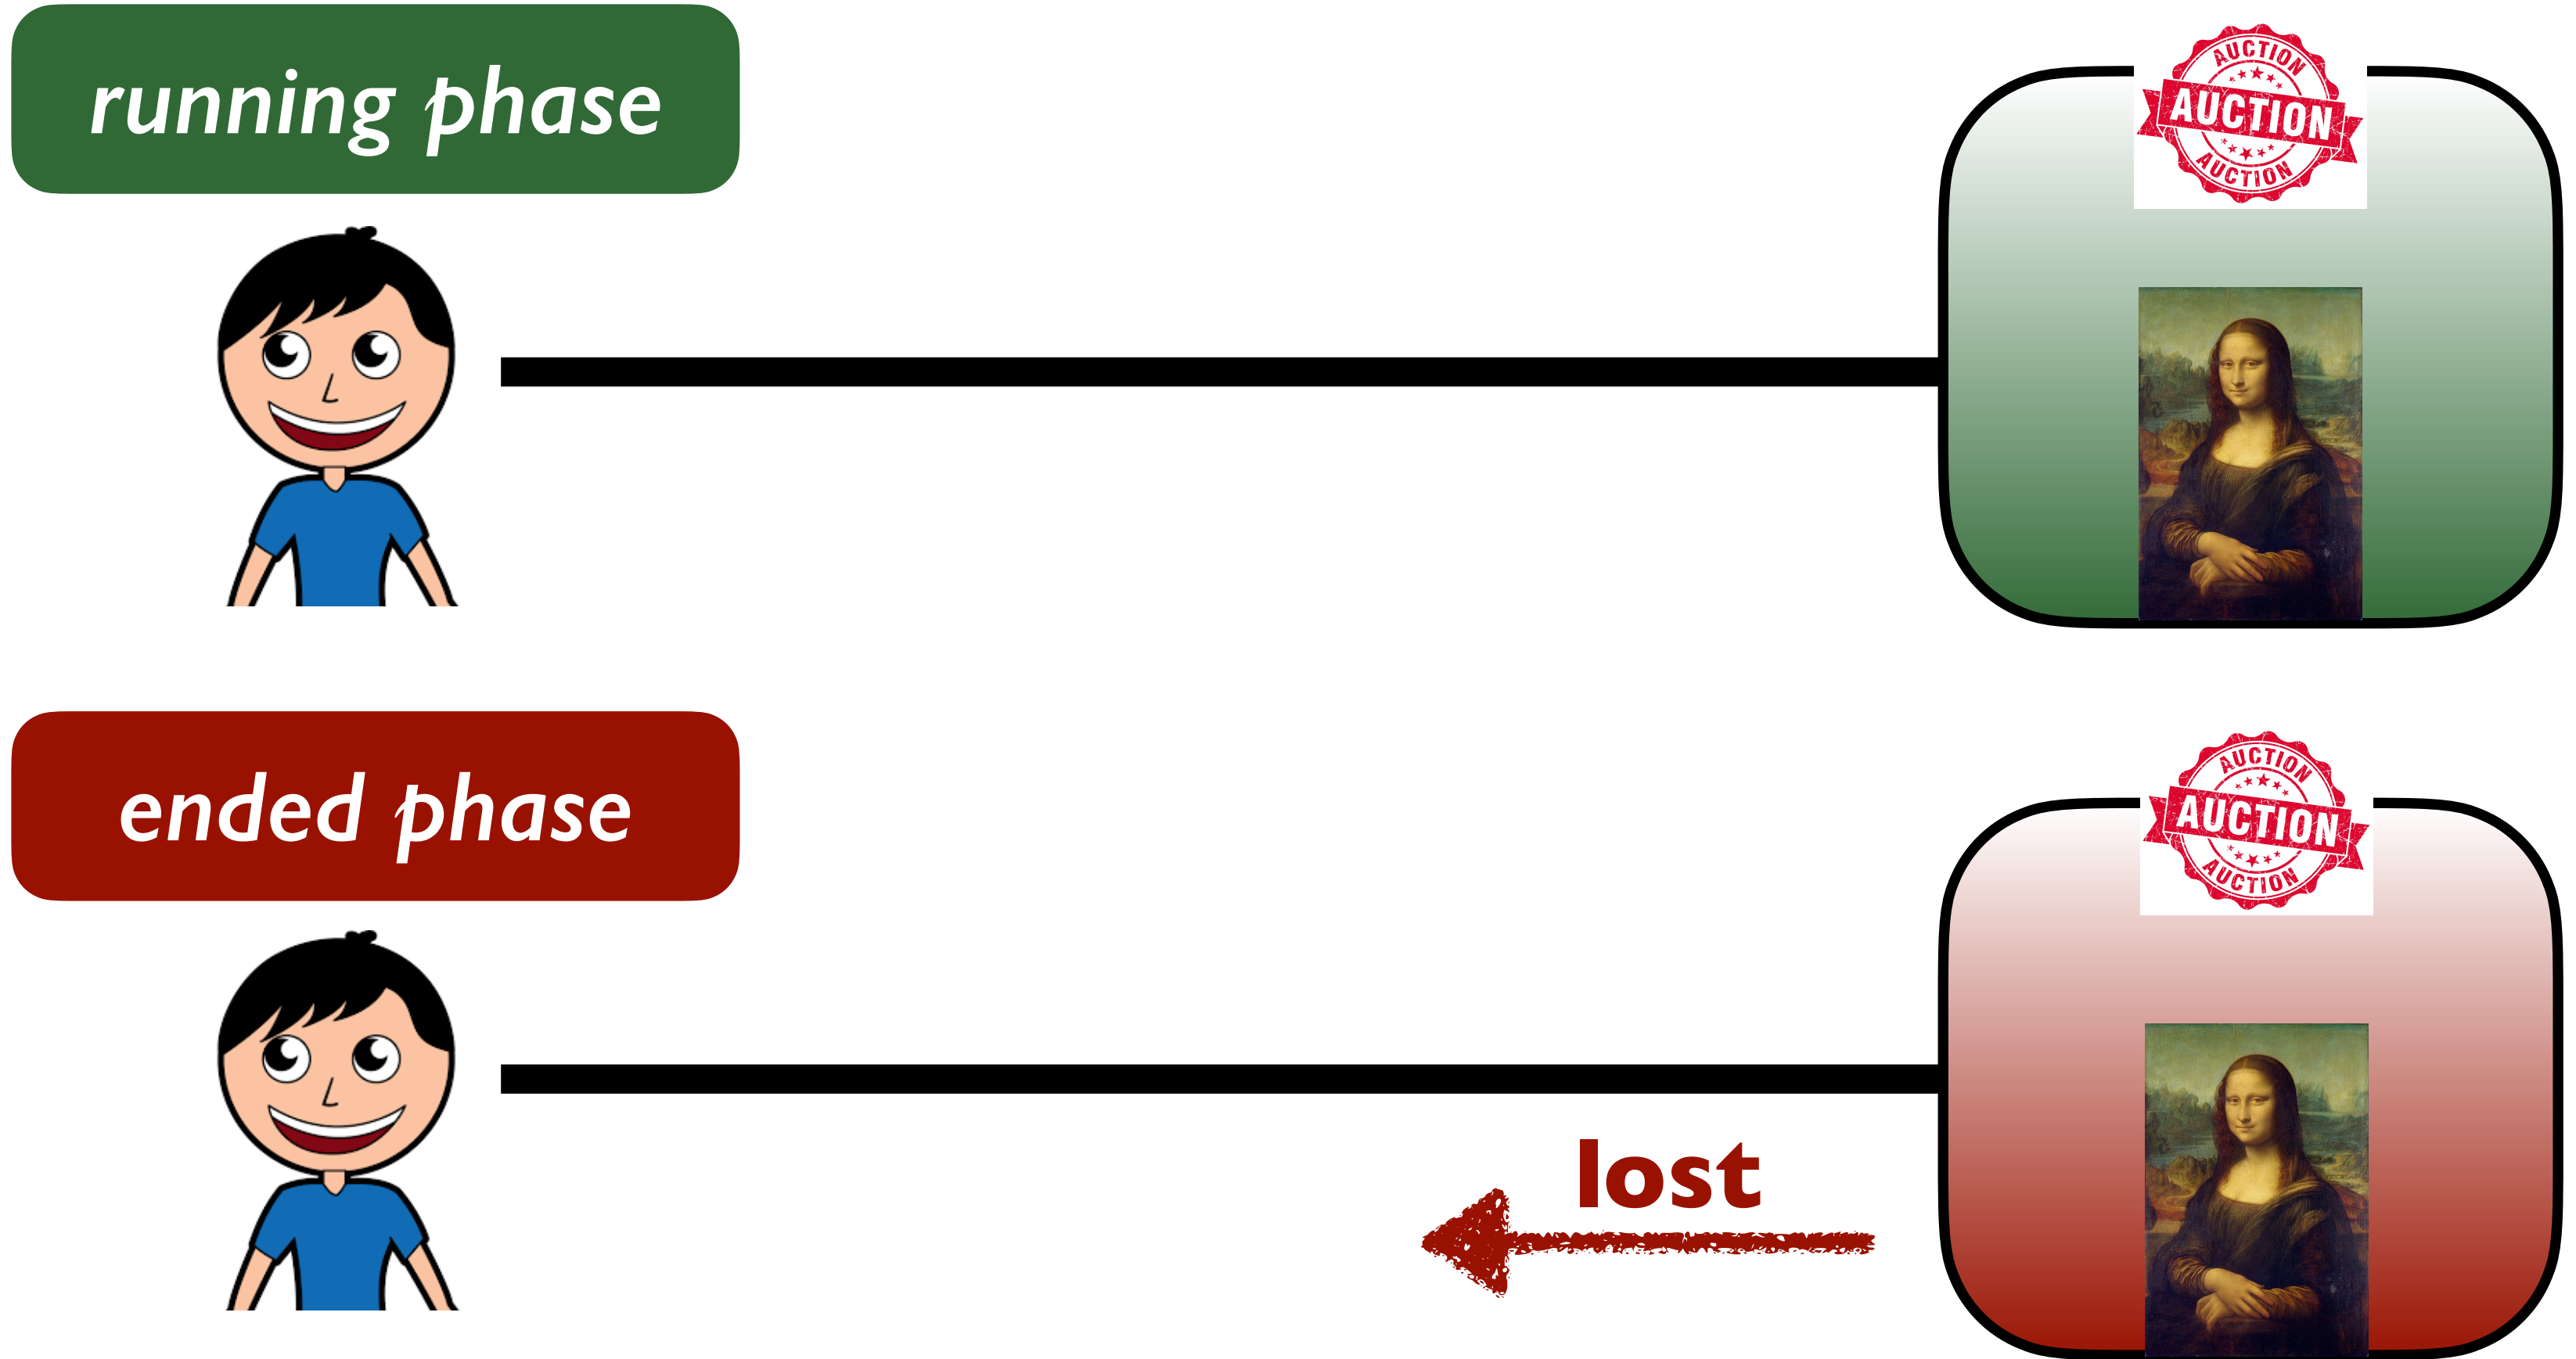 running phase
AUCTION
AUCTION
AUCTION
ended phase
AUCTION
AUCTION
AUCTION
lost